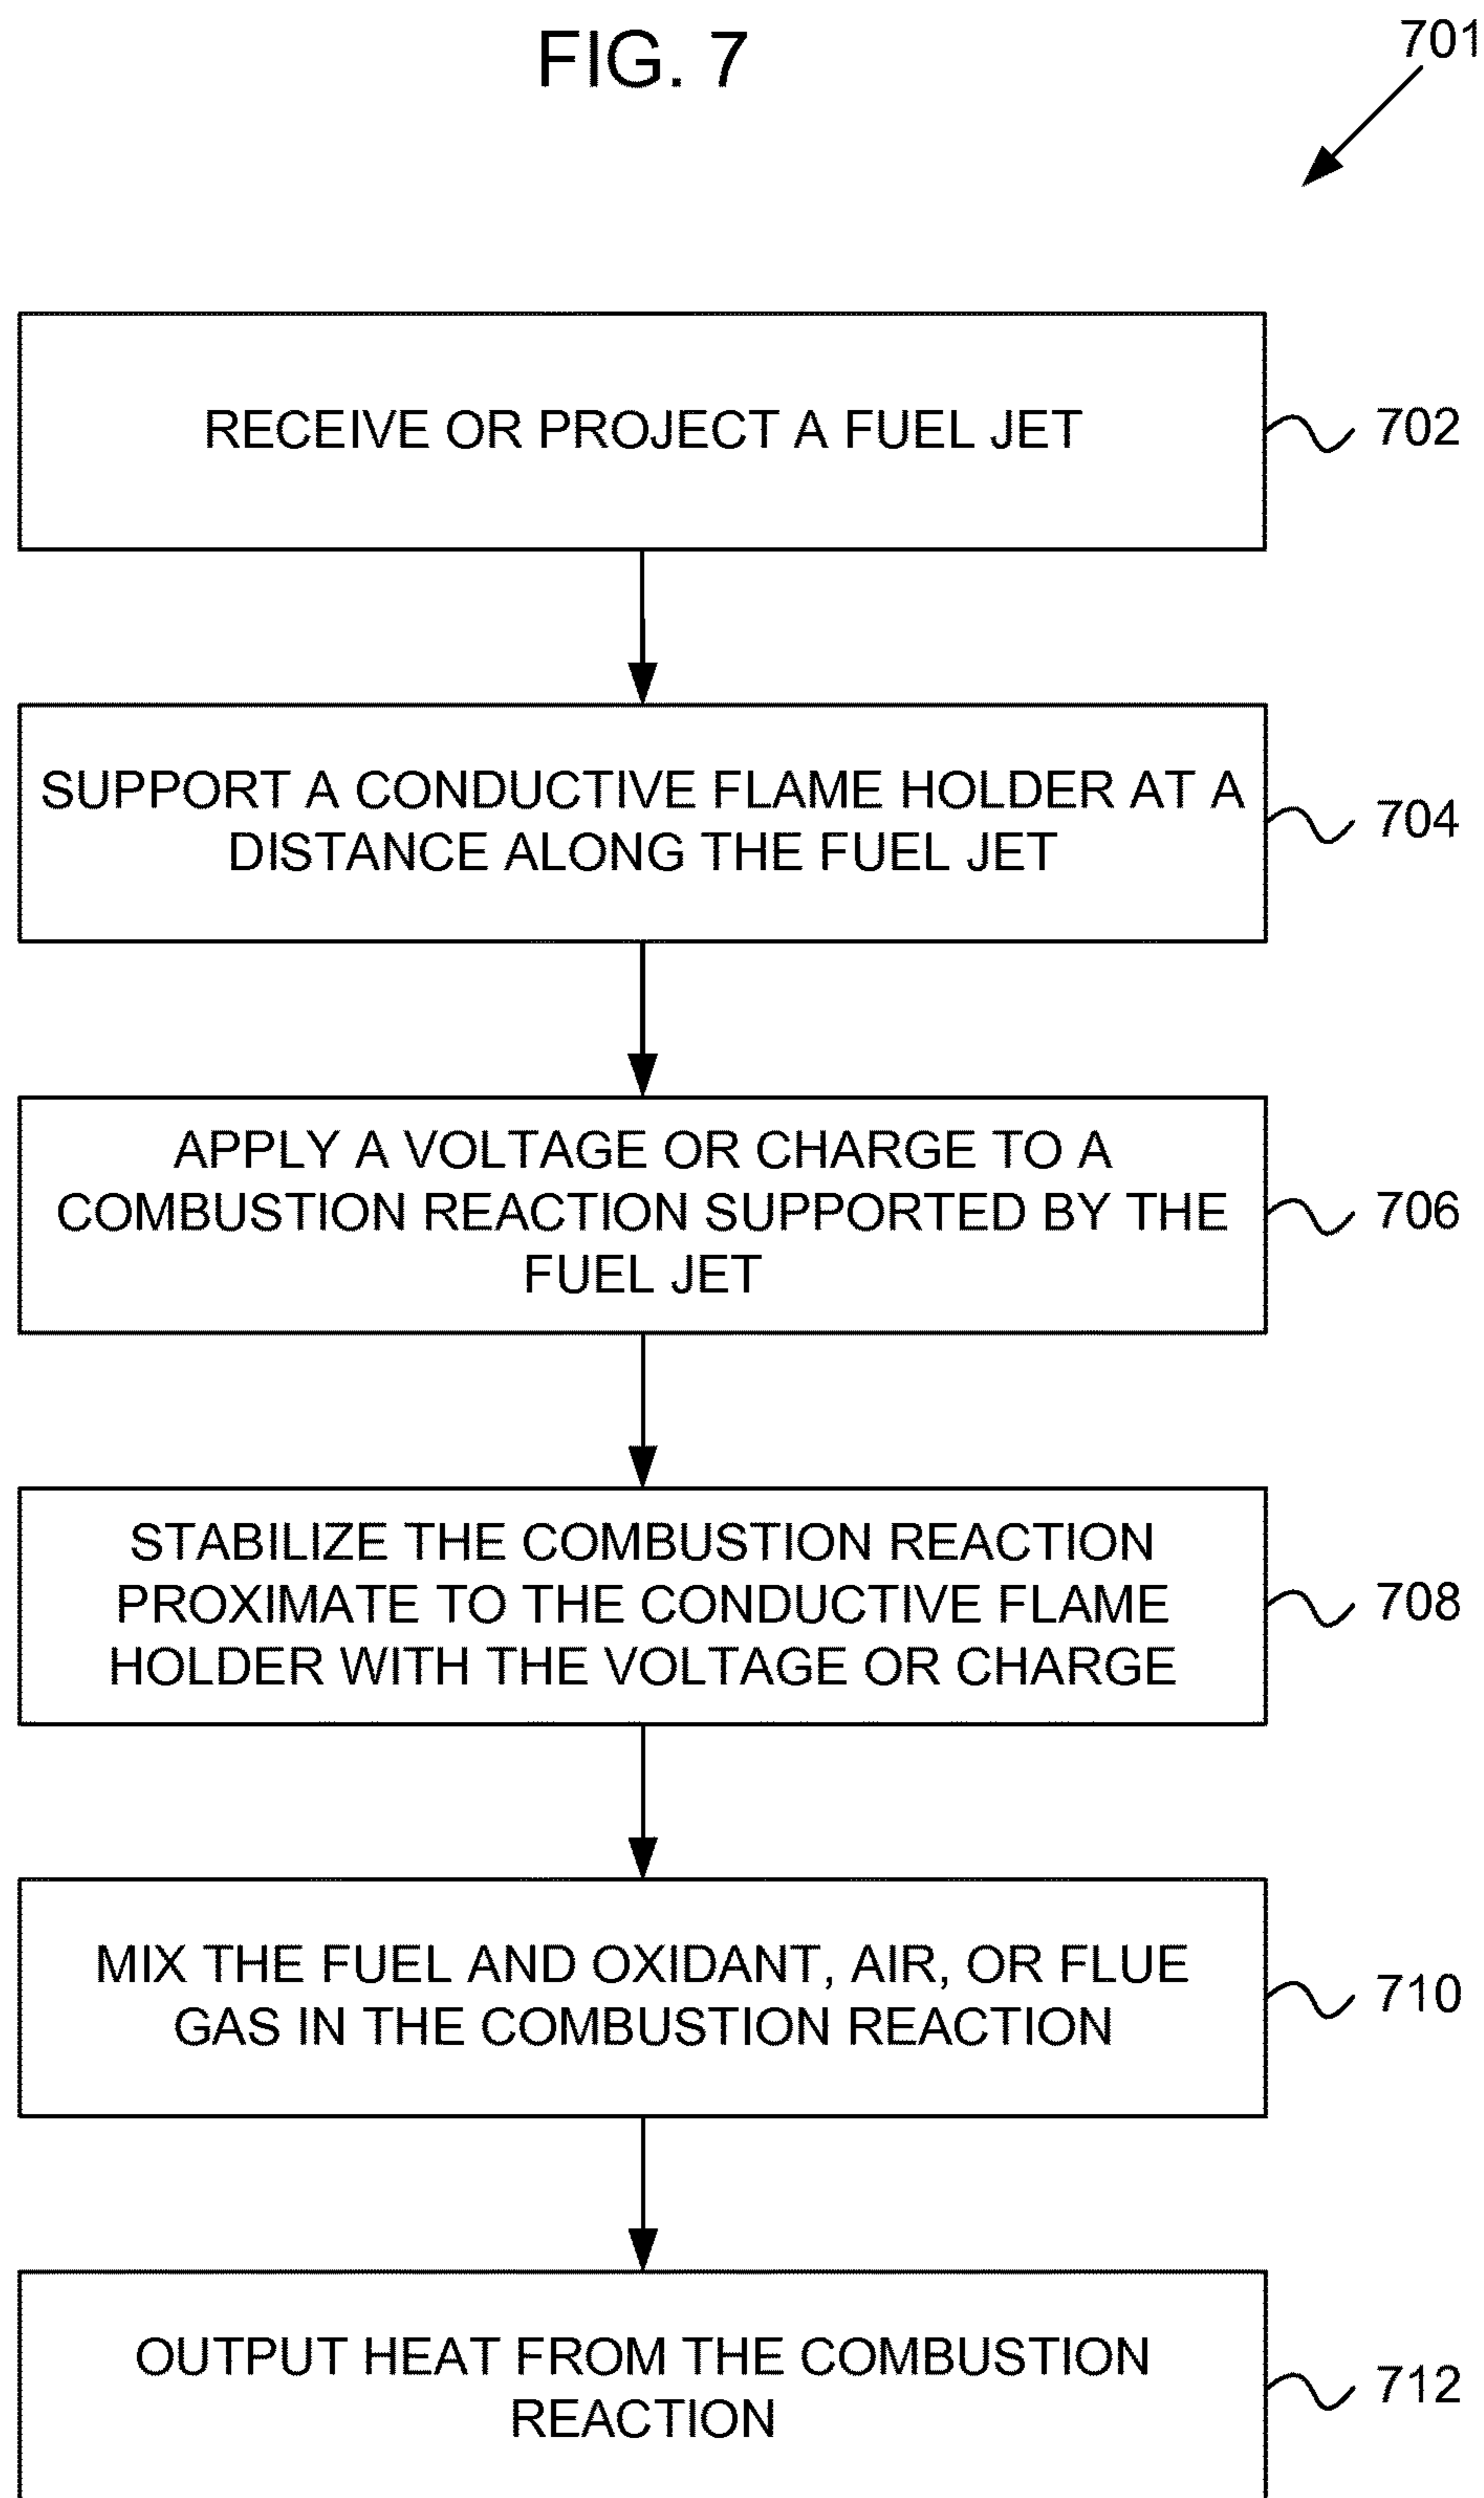 FIG. 7
701
RECEIVE OR PROJECT A FUEL JET
702
SUPPORT A CONDUCTIVE FLAME HOLDER AT A
DISTANCE ALONG THE FUEL JET
704
APPLY A VOLTAGE OR CHARGE TO A
COMBUSTION REACTION SUPPORTED BY THE
FUEL JET
706
STABILIZE THE COMBUSTION REACTION
PROXIMATE TO THE CONDUCTIVE FLAME
HOLDER WITH THE VOLTAGE OR CHARGE
708
MIX THE FUEL AND OXIDANT, AIR, OR FLUE
GAS IN THE COMBUSTION REACTION
710
OUTPUT HEAT FROM THE COMBUSTION
REACTION
712